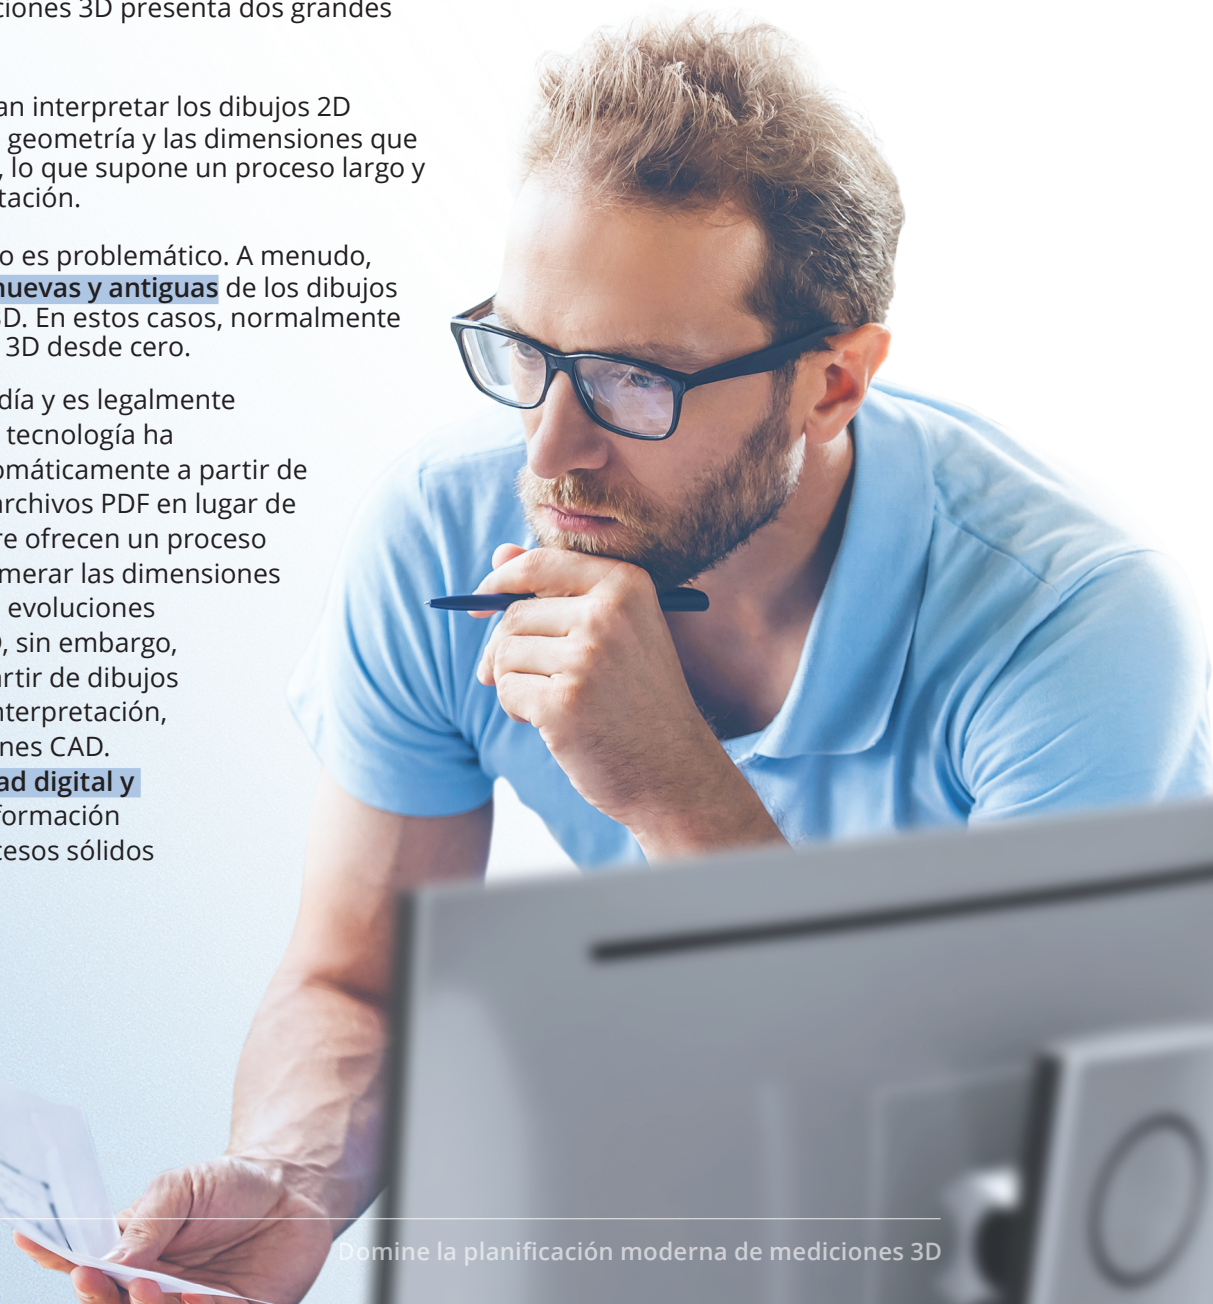 ciones 3D presenta dos grandes
an interpretar los dibujos 2D
geometría y las dimensiones que
, lo que supone un proceso largo y
tación.
o es problemático. A menudo,
nuevas y antiguas de los dibujos
3D. En estos casos, normalmente
3D desde cero.
día y es legalmente
tecnología ha
omáticamente a partir de
archivos PDF en lugar de
re ofrecen un proceso
merar las dimensiones
evoluciones
, sin embargo,
artir de dibujos
nterpretación,
nes CAD.
ad digital y
formación
cesos sólidos
Domine la planificación moderna de mediciones 3D